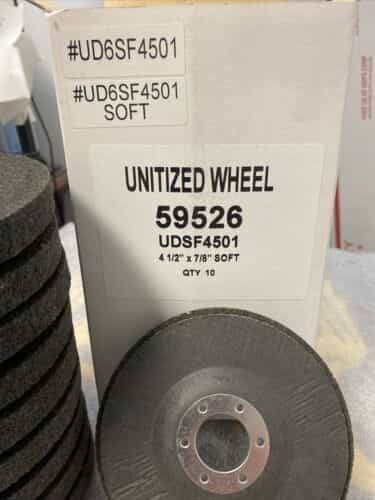 #UD6SF4501
#UD6SF4501
SOFT
UNITIZED WHEEL
59526
UDSF4501
4 1/2" x 7/8" SOFT
QTY 10